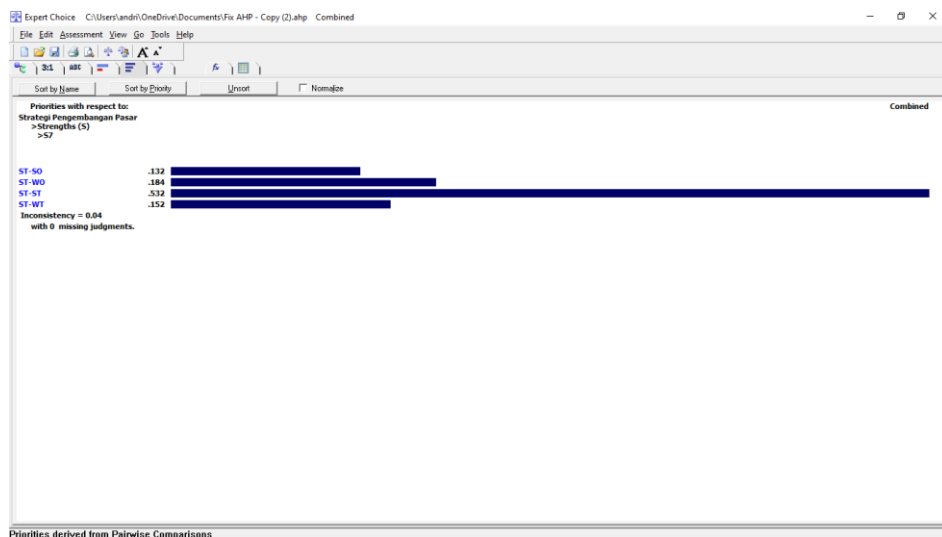 Expert Choice C:\Users\andri\OneDrive\Documents\Fix AHP - Copy (2).ahp Combined
File Edit Assessment View Go Tools Help
A A
3:1 ABC
Sort by Name Sort by Priority Unsort Normalize
Priorities with respect to: Combined
Strategi Pengembangan Pasar
>Strengths (S)
>S7
ST-SO .132
ST-WO .184
ST-ST .532
ST-WT .152
Inconsistency = 0.04
with 0 missing judgments.
Priorities derived from Pairwise Comparisons